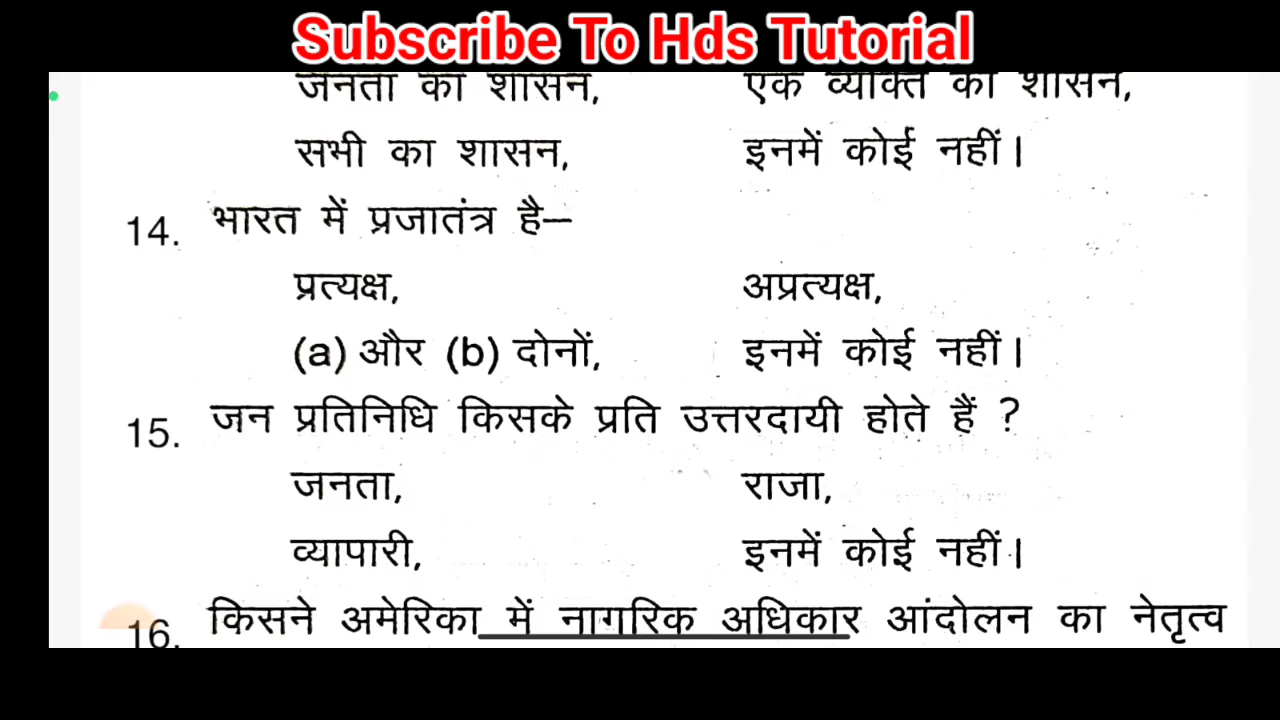 Subscribe To Hds Tutorial
जनता का शासन, एक व्यक्ति का शासन,
सभी का शासन, इनमें कोई नहीं।
14. भारत में प्रजातंत्र है—
प्रत्यक्ष, अप्रत्यक्ष,
(a) और (b) दोनों, इनमें कोई नहीं।
15. जन प्रतिनिधि किसके प्रति उत्तरदायी होते हैं ?
जनता, राजा,
व्यापारी, इनमें कोई नहीं।
16. किसने अमेरिका में नागरिक अधिकार आंदोलन का नेतृत्व